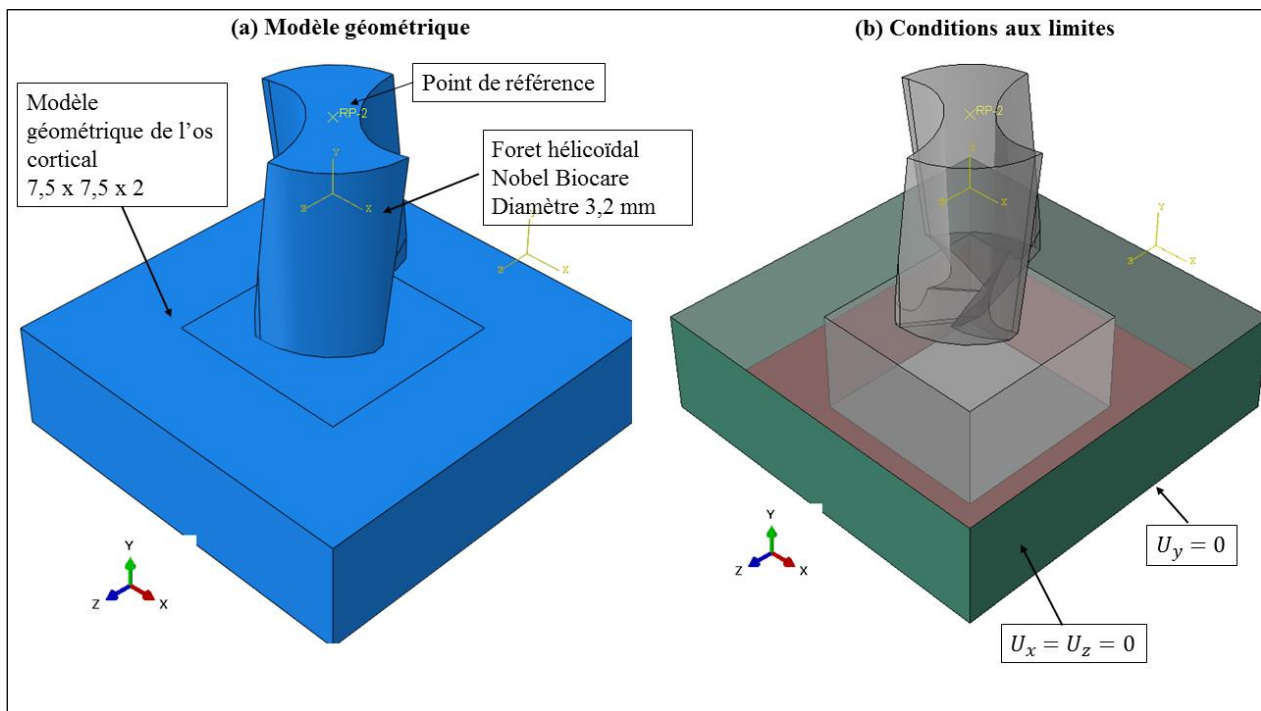 (a) Modèle géométrique
Point de référence
Modèle
géométrique de l'os
cortical
7,5 x 7,5 x 2
RP-2
Foret hélicoïdal
Nobel Biocare
Diamètre 3,2 mm
Y
Z
X
Y
Z
X
Y
Z
X
(b) Conditions aux limites
RP-2
Y
Z
X
Y
Z
X
Y
Z
X
U_y = 0
U_x = U_z = 0